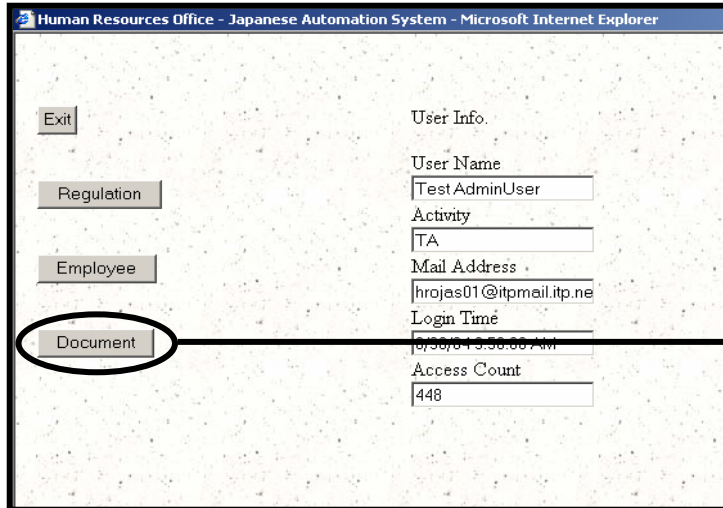 Human Resources Office - Japanese Automation System - Microsoft Internet Explorer
Exit
User Info.
User Name
Regulation
Test AdminUser
Activity
TA
Employee
Mail Address
hrojas01@itpmail.itp.ne
Login Time
Document
AM
Access Count
448